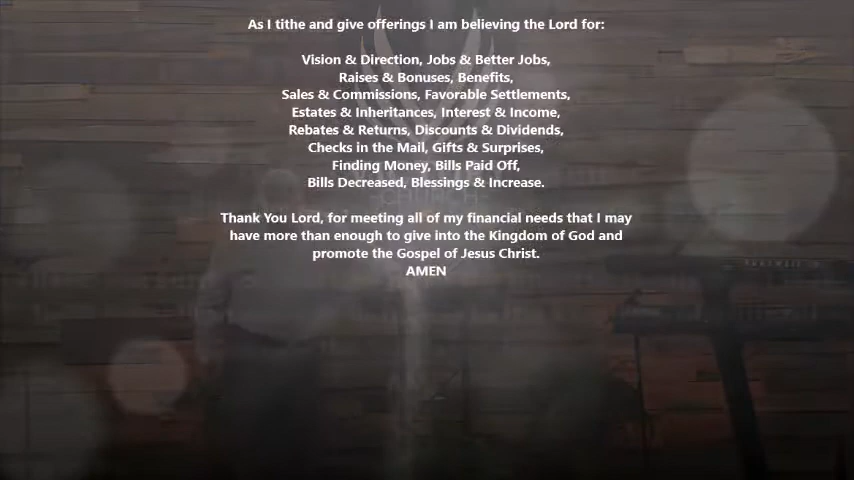 As I tithe and give offerings I am believing the Lord for:
Vision & Direction, Jobs & Better Jobs,
Raises & Bonuses, Benefits,
Sales & Commissions, Favorable Settlements,
Estates & Inheritances, Interest & Income,
Rebates & Returns, Discounts & Dividends,
Checks in the Mail, Gifts & Surprises,
Finding Money, Bills Paid Off,
Bills Decreased, Blessings & Increase.
Thank You Lord, for meeting all of my financial needs that I may
have more than enough to give into the Kingdom of God and
promote the Gospel of Jesus Christ.
AMEN
-CHURCH-